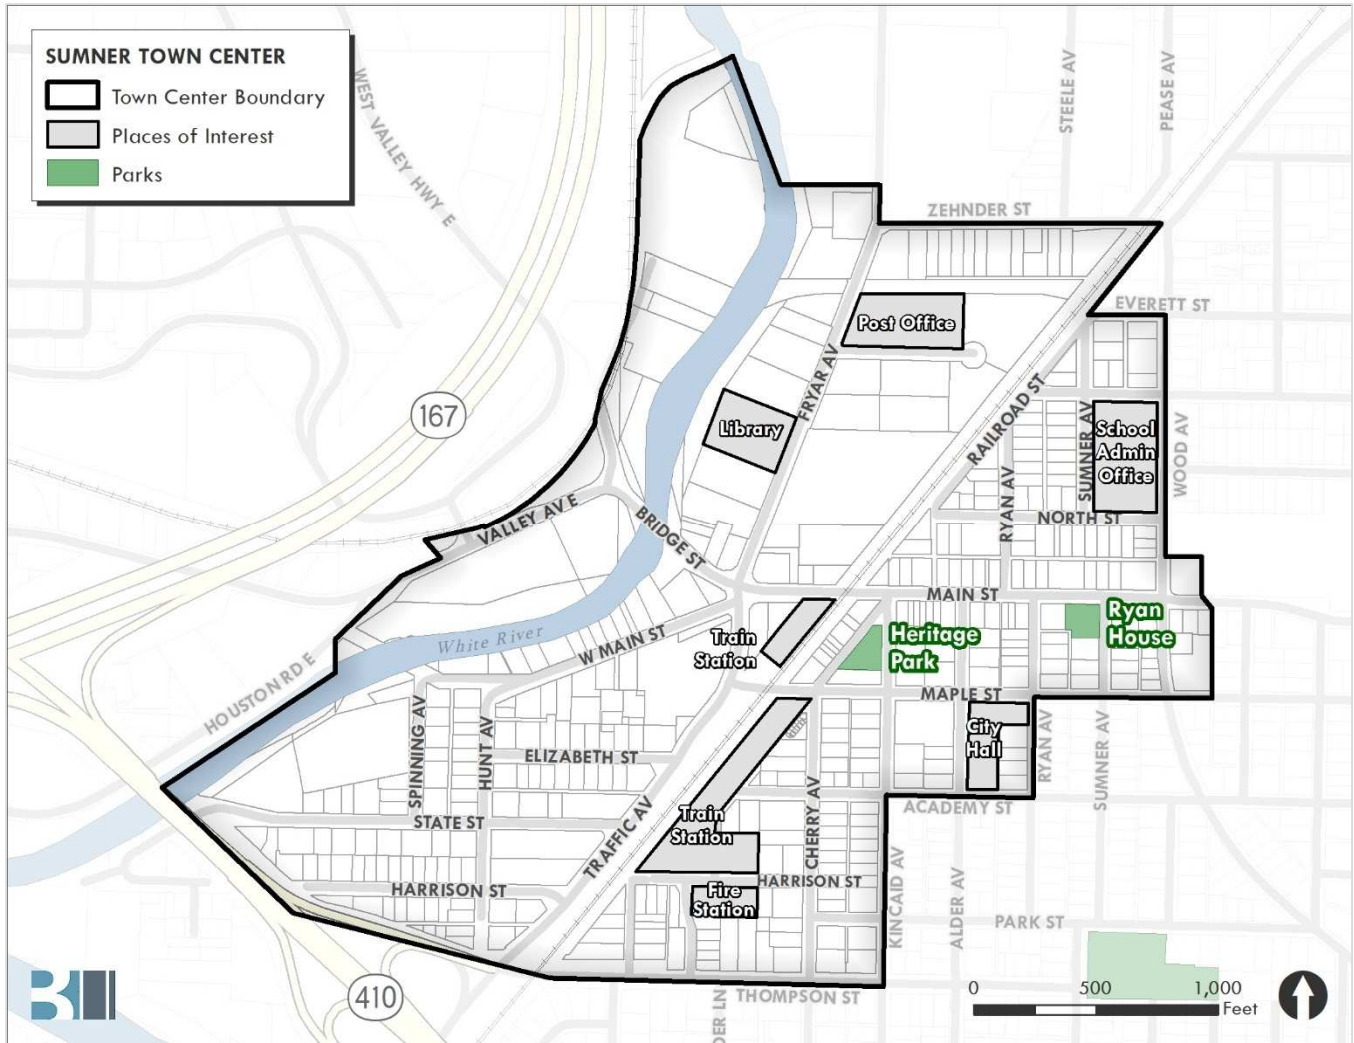 SUMNER TOWN CENTER
Town Center Boundary
Places of Interest
Parks
WEST VALLEY HWY E
STEELE AV
PEASE AV
ZEHNDER ST
EVERETT ST
Post Office
FRYAR AV
RAILROAD ST
167
Library
School
Admin
Office
SUMNER AV
WOOD AV
RYAN AV
NORTH ST
VALLEY AV E
BRIDGE ST
MAIN ST
Ryan
House
Heritage
Park
Train
Station
White River
W MAIN ST
HOUSTON RD E
MAPLE ST
SPINNING AV
HUNT AV
ELIZABETH ST
City
Hall
RYAN AV
SUMNER AV
CHERRY AV
ACADEMY ST
STATE ST
TRAFFIC AV
Train
Station
HARRISON ST
HARRISON ST
Fire
Station
KINCAID AV
ALDER AV
PARK ST
410
THOMPSON ST
DER LN
0 500 1,000
Feet